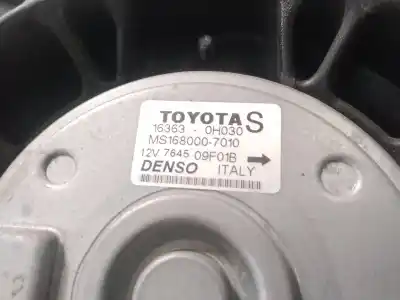 TOYOTA S
16363 - 0H030
MS168000-7010
12V 7645 09F01B →
DENSO ITALY